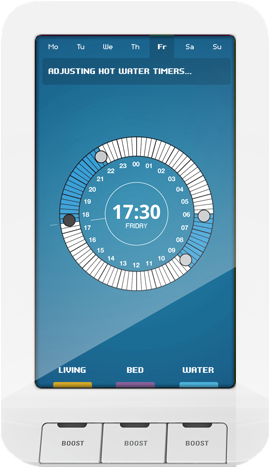 Mo Tu We Th Fr Sa Su
ADJUSTING HOT WATER TIMERS...
00 01 02 03 04 05 06 07 08 09 10 11 12 13 14 15 16 17 18 19 20 21 22 23
17:30
FRIDAY
LIVING BED WATER
BOOST BOOST BOOST